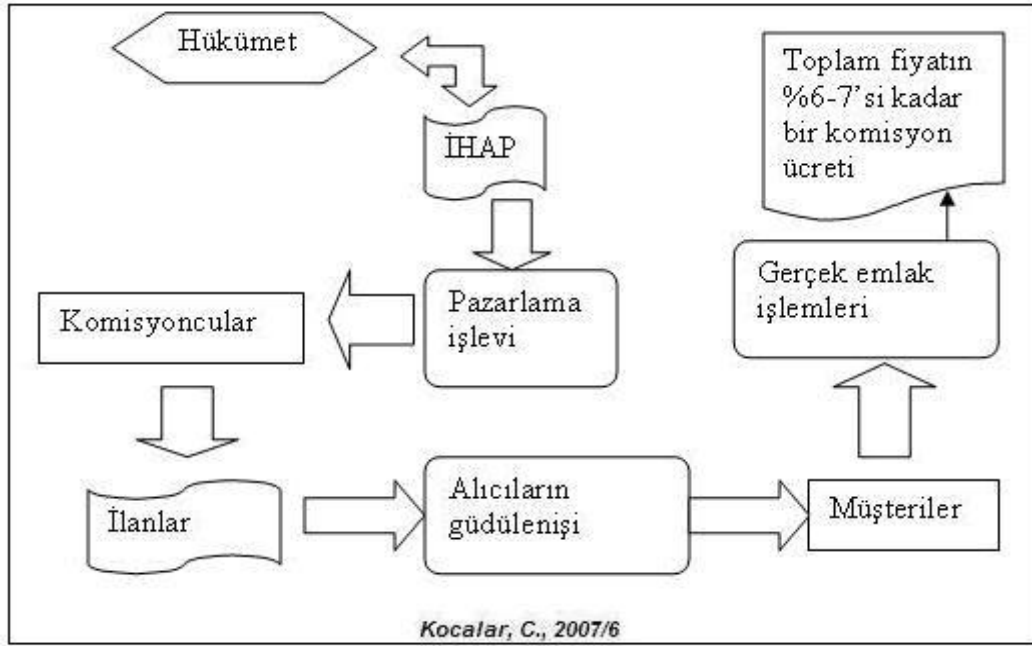 Hükümet
İHAP
Pazarlama
işlevi
Komisyoncular
İlanlar
Alıcıların
güdülenişi
Müşteriler
Gerçek emlak
işlemleri
Toplam fiyatın
%6-7’si kadar
bir komisyon
ücreti
Kocalar, C., 2007/6